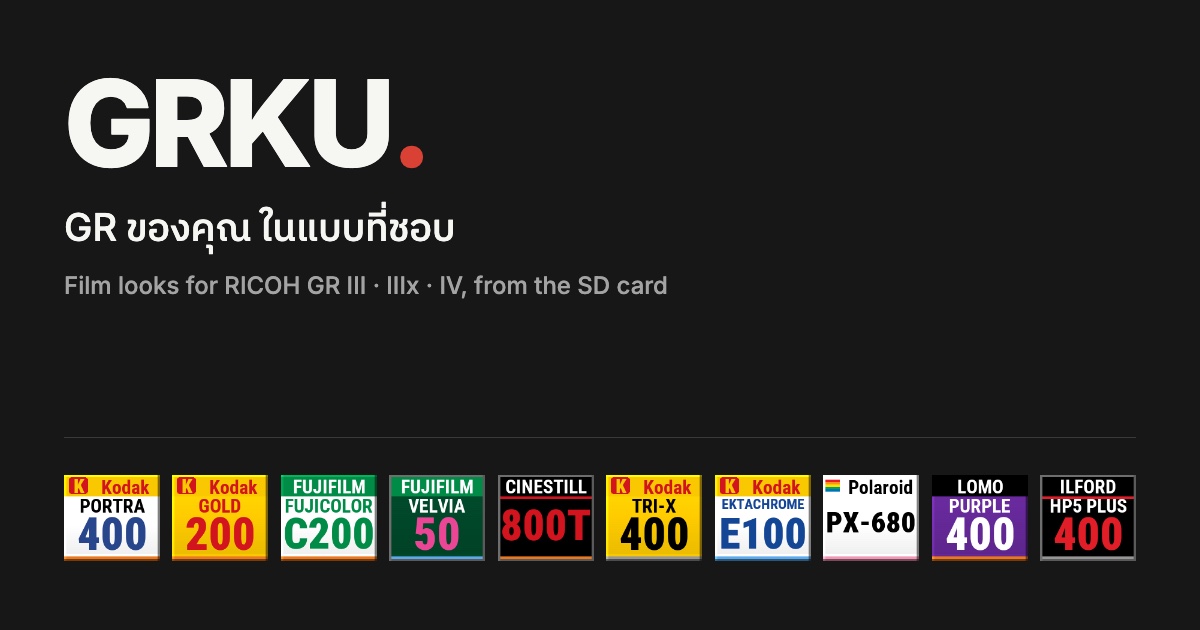 GRKU.
GR ของคุณ ในแบบที่ชอบ
Film looks for RICOH GR III · IIIx · IV, from the SD card
K Kodak
PORTRA
400
K Kodak
GOLD
200
FUJIFILM
FUJICOLOR
C200
FUJIFILM
VELVIA
50
CINESTILL
800T
K Kodak
TRI-X
400
K Kodak
EKTACHROME
E100
Polaroid
PX-680
LOMO
PURPLE
400
ILFORD
HP5 PLUS
400